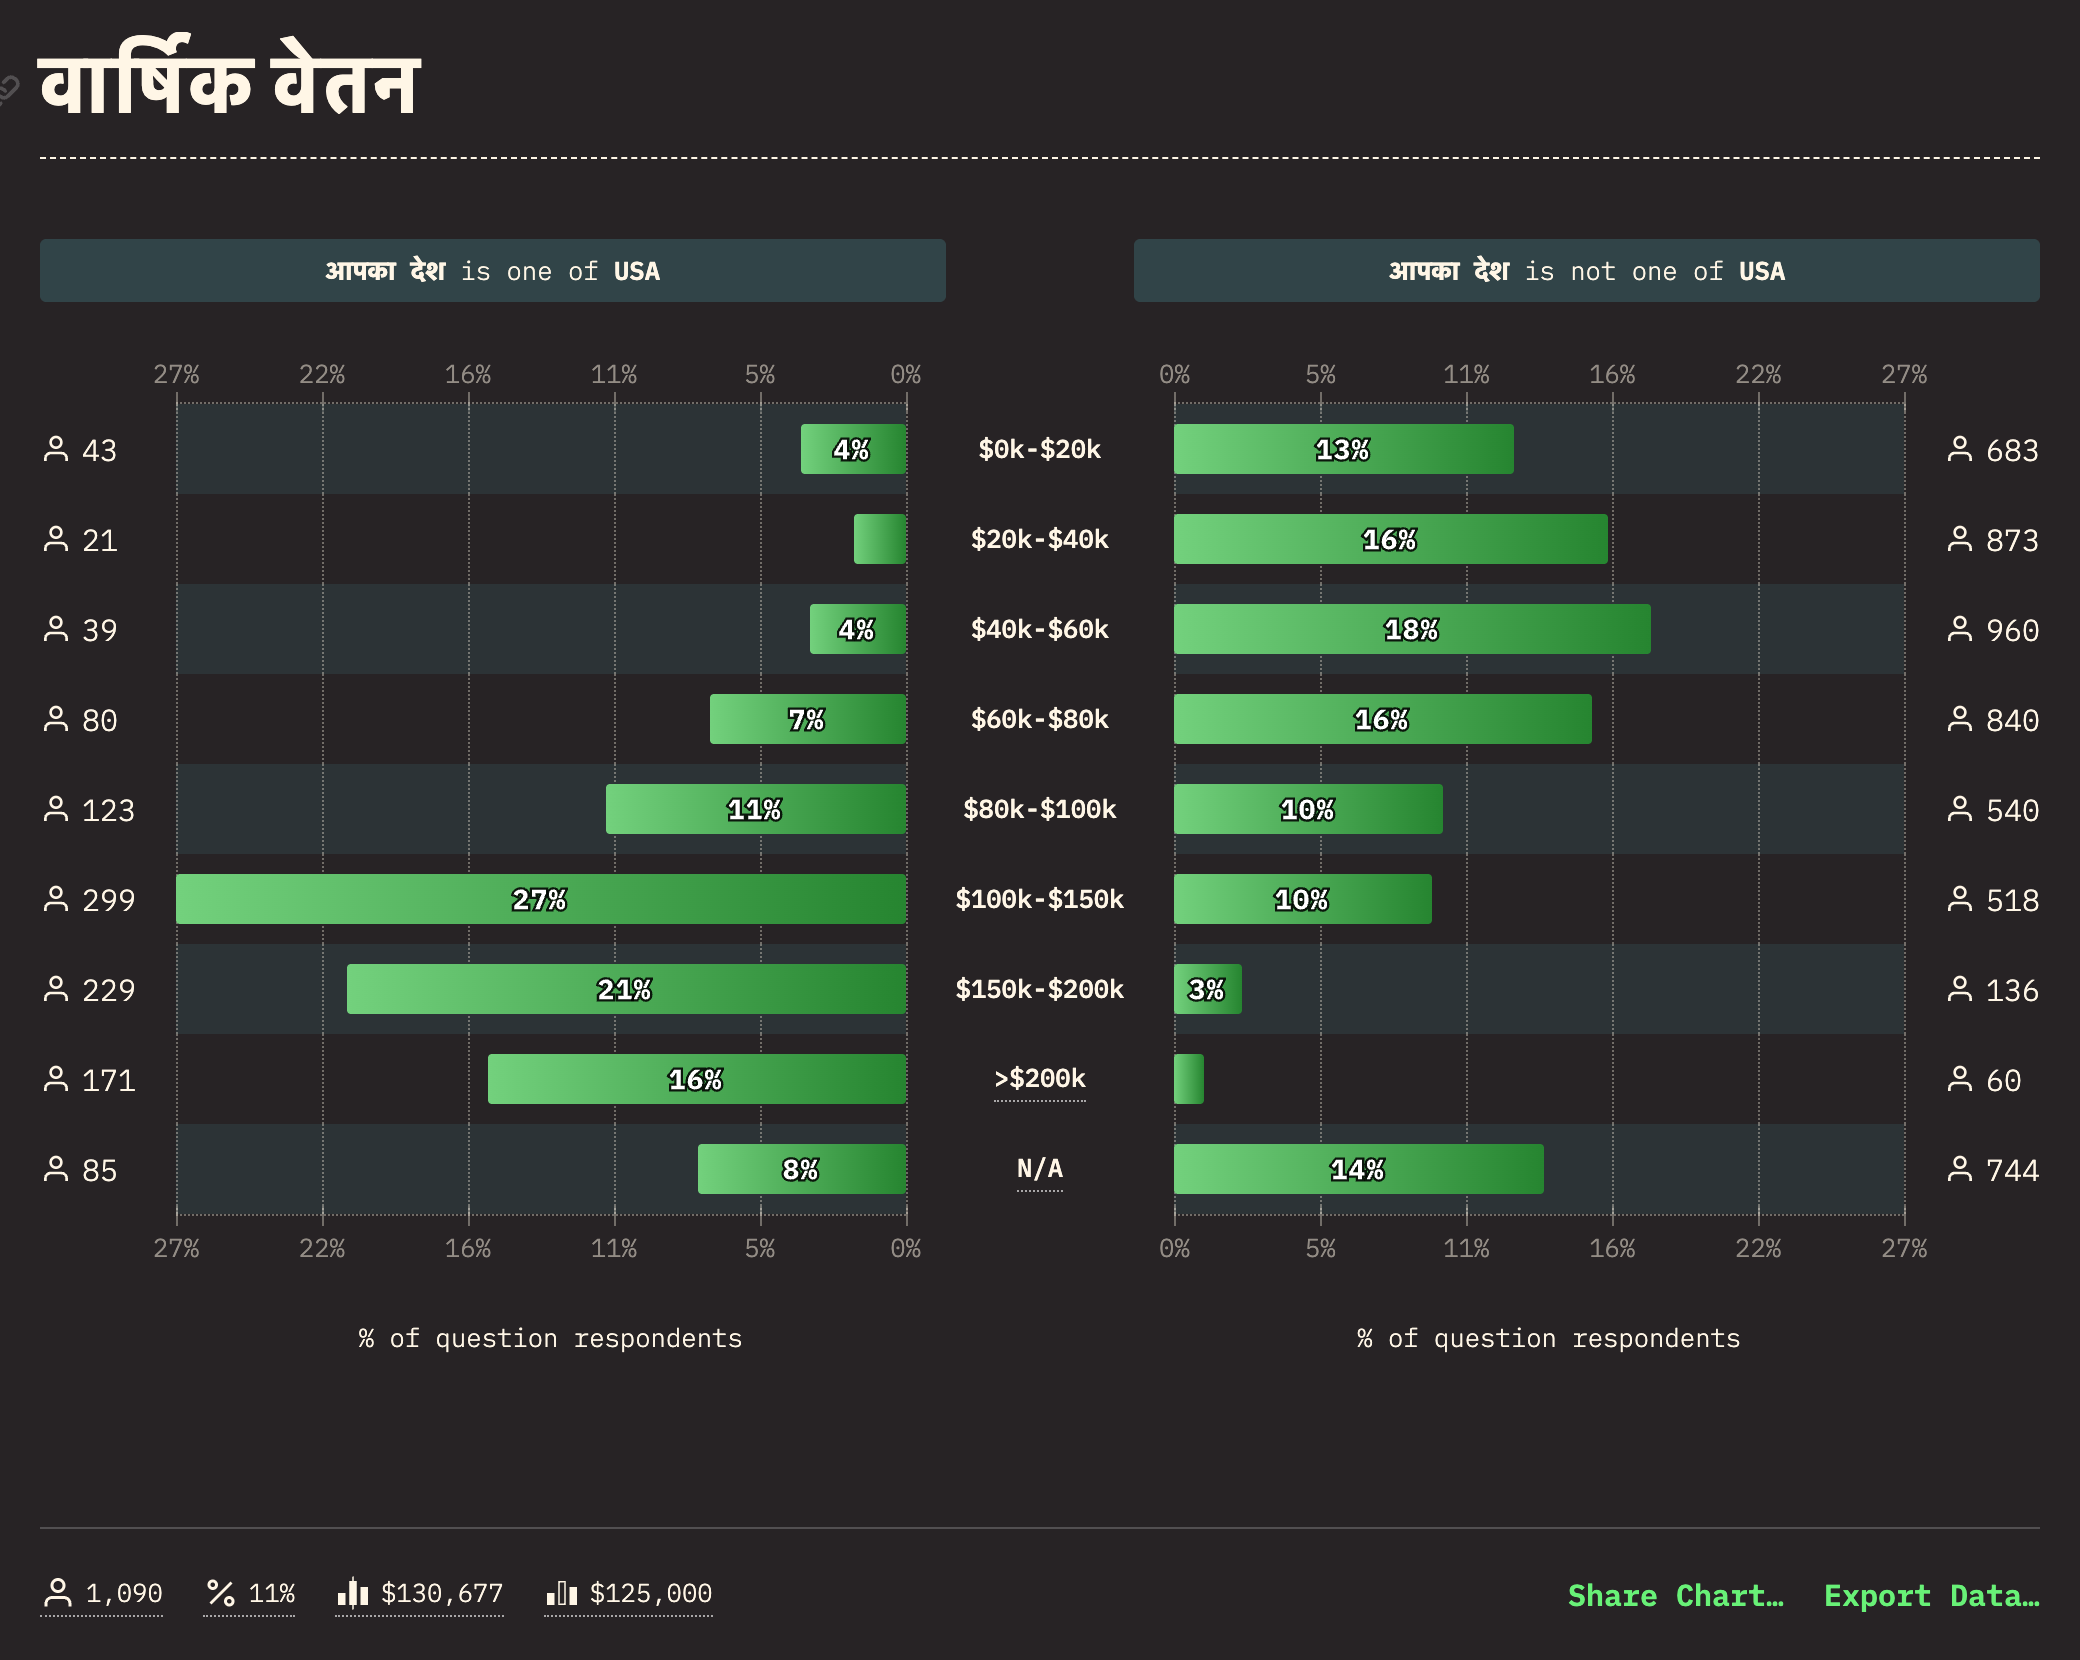 वार्षिक वेतन
आपका देश is one of USA
आपका देश is not one of USA
27% 22% 16% 11% 5% 0%
0% 5% 11% 16% 22% 27%
43 4% $0k-$20k 13% 683
21 $20k-$40k 16% 873
39 4% $40k-$60k 18% 960
80 7% $60k-$80k 16% 840
123 11% $80k-$100k 10% 540
299 27% $100k-$150k 10% 518
229 21% $150k-$200k 3% 136
171 16% >$200k 60
85 8% N/A 14% 744
27% 22% 16% 11% 5% 0%
0% 5% 11% 16% 22% 27%
% of question respondents
% of question respondents
1,090 11% $130,677 $125,000
Share Chart… Export Data…